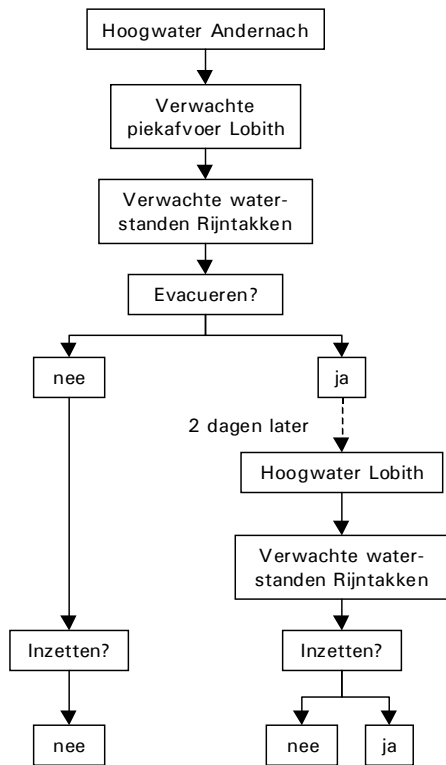 Hoogwater Andernach
Verwachte
piekafvoer Lobith
Verwachte water-
standen Rijntakken
Evacueren?
nee
ja
2 dagen later
Hoogwater Lobith
Verwachte water-
standen Rijntakken
Inzetten?
Inzetten?
nee
nee
ja